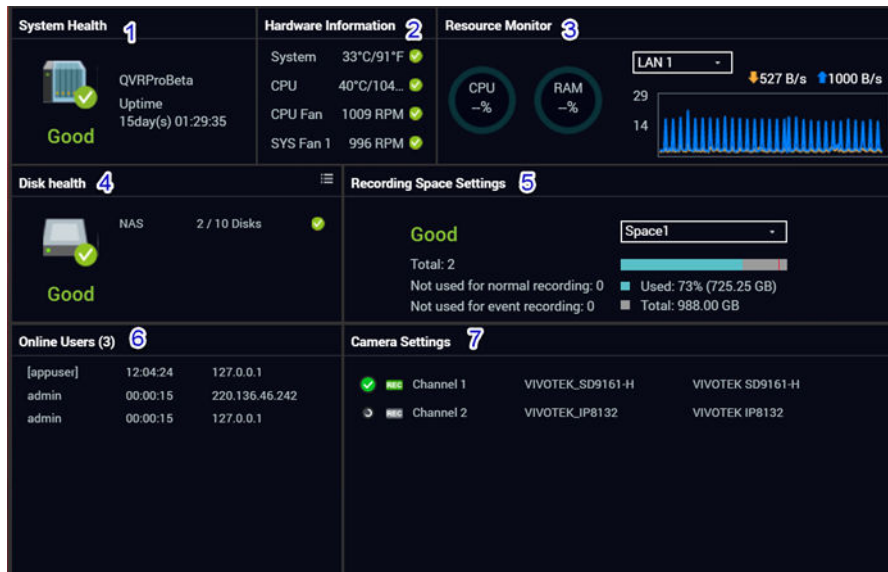 System Health 1
Good
QVRProBeta
Uptime
15day(s) 01:29:35
Hardware Information 2
System 33°C/91°F
CPU 40°C/104...
CPU Fan 1009 RPM
SYS Fan 1 996 RPM
Resource Monitor 3
CPU
--%
RAM
--%
LAN 1
527 B/s 1000 B/s
29
14
Disk health 4
Good
NAS 2 / 10 Disks
Recording Space Settings 5
Good
Total: 2
Not used for normal recording: 0
Not used for event recording: 0
Space1
Used: 73% (725.25 GB)
Total: 988.00 GB
Online Users (3) 6
[appuser] 12:04:24 127.0.0.1
admin 00:00:15 220.136.46.242
admin 00:00:15 127.0.0.1
Camera Settings 7
REC Channel 1 VIVOTEK_SD9161-H VIVOTEK SD9161-H
REC Channel 2 VIVOTEK_IP8132 VIVOTEK IP8132